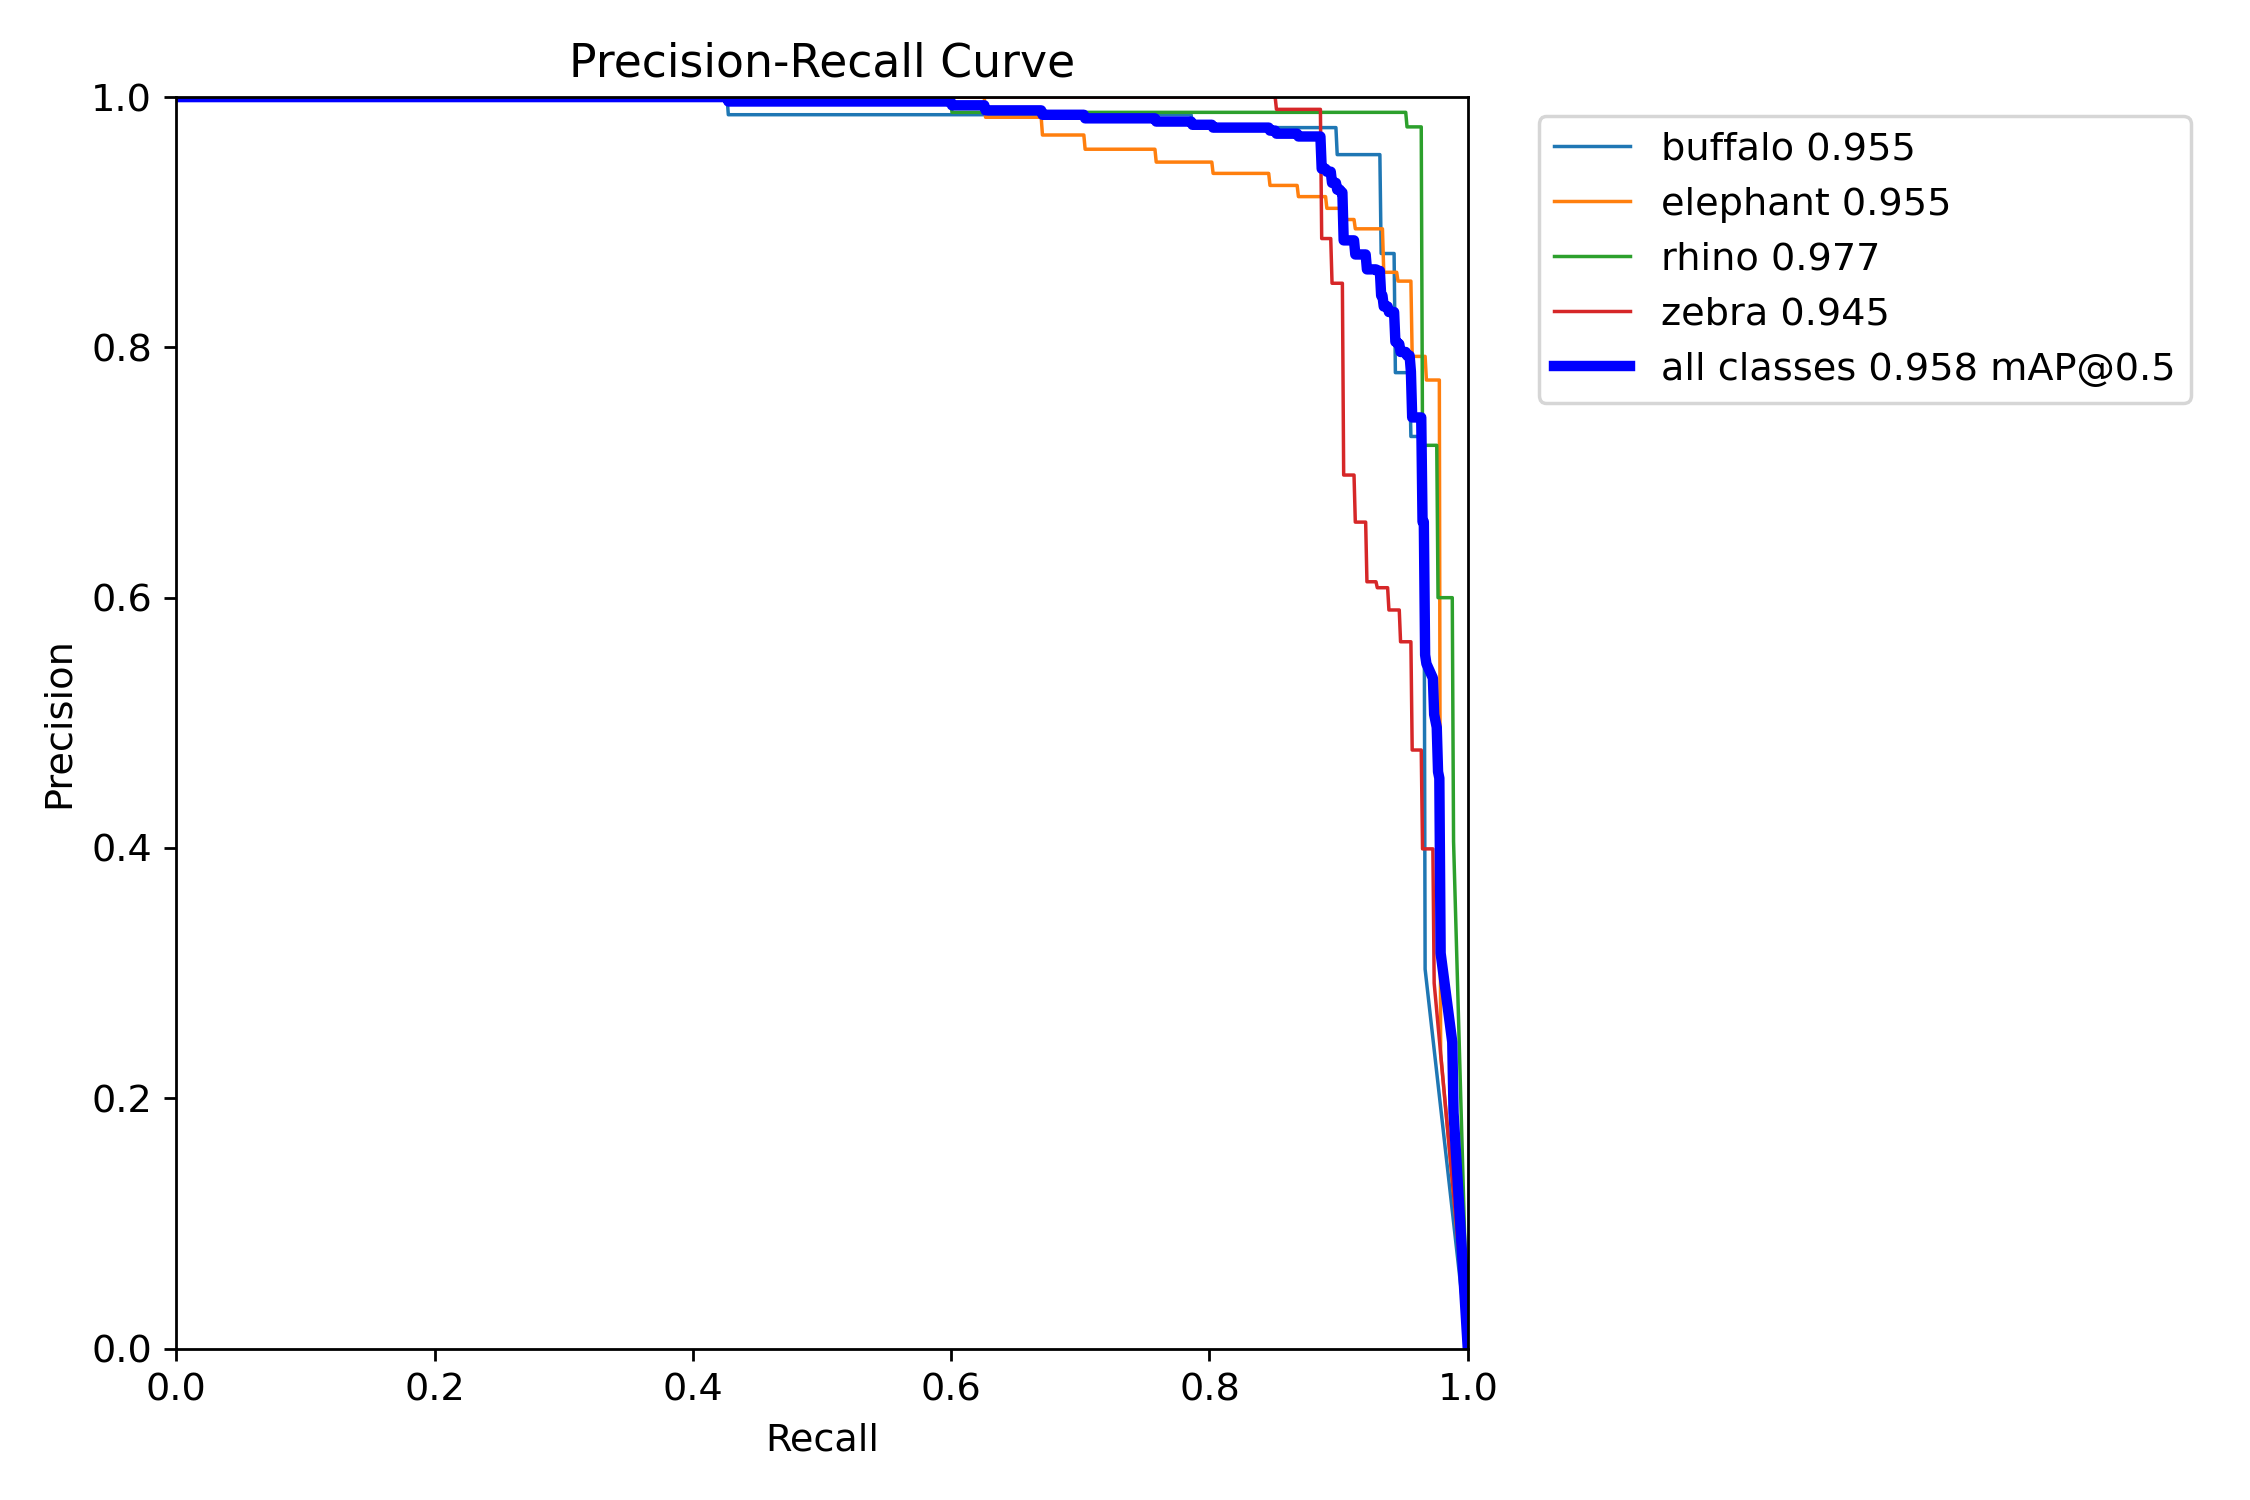 Precision-Recall Curve
1.0
0.8
0.6
0.4
0.2
0.0
Precision
0.0 0.2 0.4 0.6 0.8 1.0
Recall
buffalo 0.955
elephant 0.955
rhino 0.977
zebra 0.945
all classes 0.958 mAP@0.5